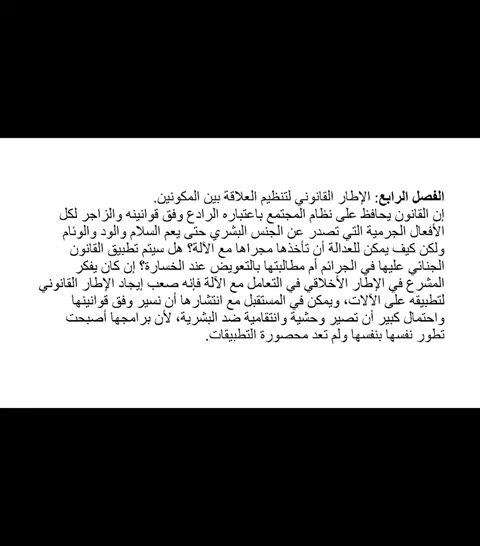 الفصل الرابع: الإطار القانوني لتنظيم العلاقة بين المكونين.
إن القانون يحافظ على نظام المجتمع باعتباره الرادع وفق قوانينه والزاجر لكل
الأفعال الجرمية التي تصدر عن الجنس البشري حتى يعم السلام والود والوئام
ولكن كيف يمكن للعدالة أن تأخذها مجراها مع الآلة؟ هل سيتم تطبيق القانون
الجنائي عليها في الجرائم أم مطالبتها بالتعويض عند الخسارة؟ إن كان يفكر
المشرع في الإطار الأخلاقي في التعامل مع الآلة فإنه صعب إيجاد الإطار القانوني
لتطبيقه على الآلات، ويمكن في المستقبل مع انتشارها أن نسير وفق قوانينها
واحتمال كبير أن تصير وحشية وانتقامية ضد البشرية، لأن برامجها أصبحت
تطور نفسها بنفسها ولم تعد محصورة التطبيقات.